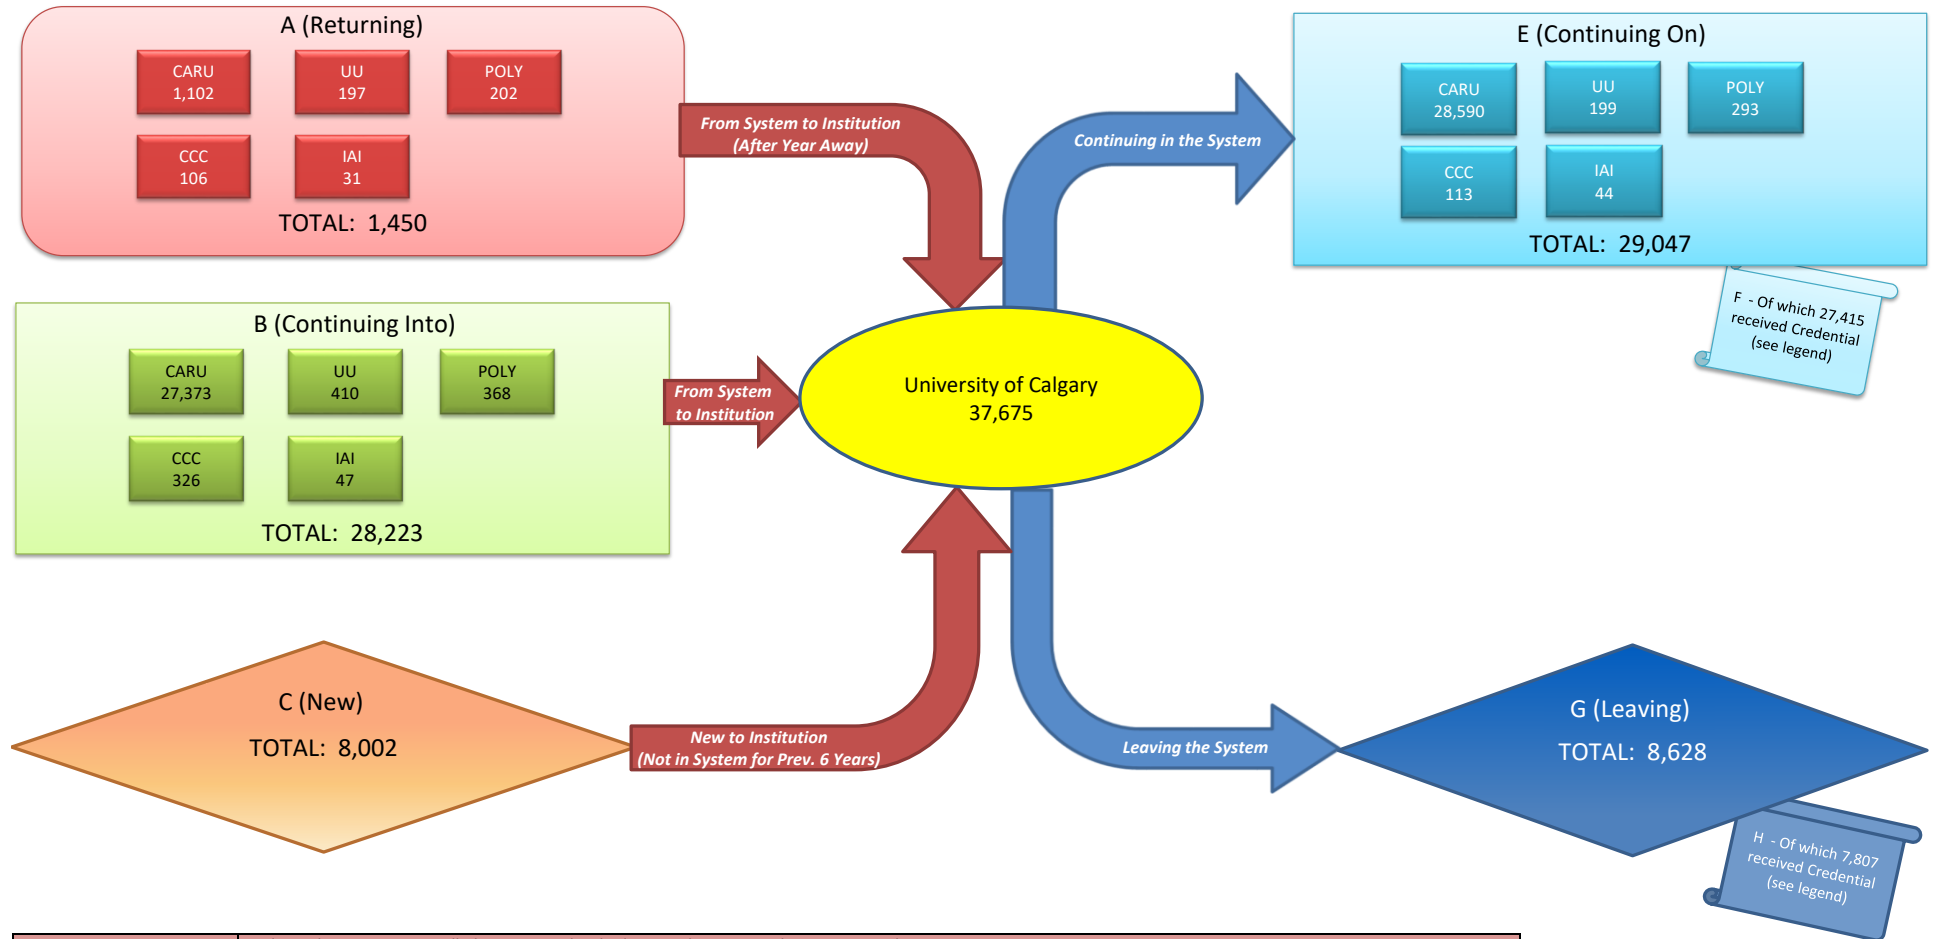 A (Returning)
CARU
1,102
UU
197
POLY
202
CCC
106
IAI
31
TOTAL: 1,450
From System to Institution
(After Year Away)
B (Continuing Into)
CARU
27,373
UU
410
POLY
368
CCC
326
IAI
47
TOTAL: 28,223
From System
to Institution
C (New)
TOTAL: 8,002
New to Institution
(Not in System for Prev. 6 Years)
University of Calgary
37,675
Continuing in the System
E (Continuing On)
CARU
28,590
UU
199
POLY
293
CCC
113
IAI
44
TOTAL: 29,047
F - Of which 27,415
received Credential
(see legend)
Leaving the System
G (Leaving)
TOTAL: 8,628
H - Of which 7,807
received Credential
(see legend)